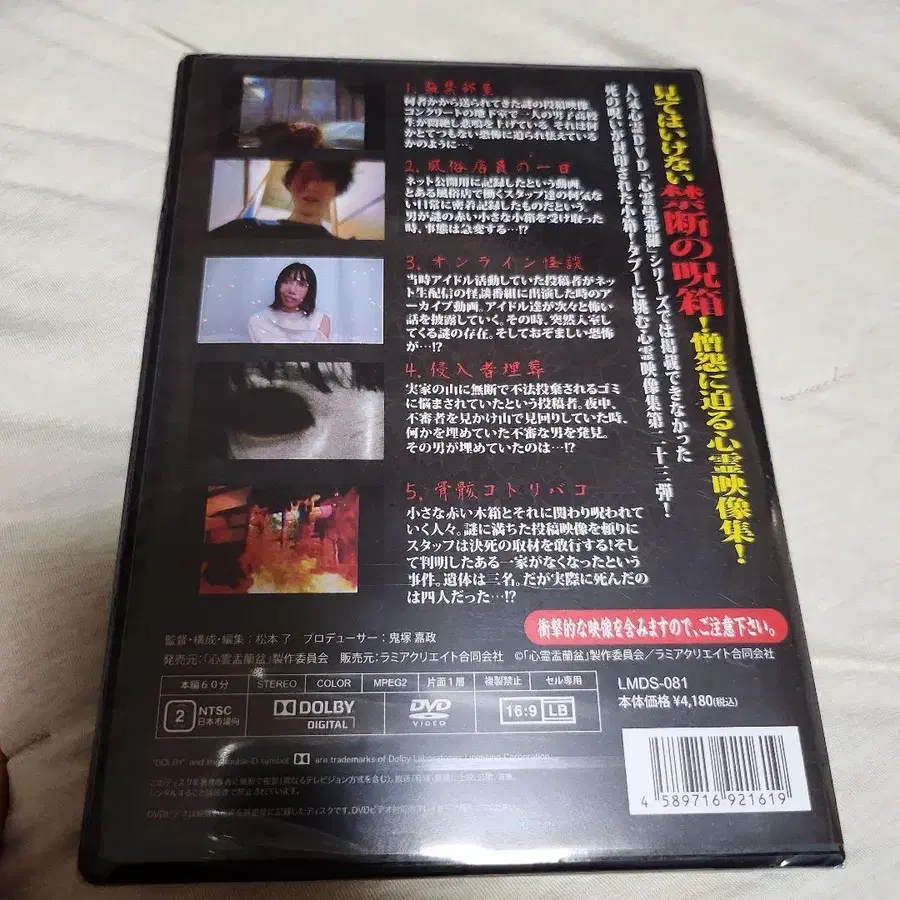 見てはいけない禁断の呪箱！憎怨に迫る心霊映像集！
人気心霊DVD「心霊曼邪羅」シリーズでは掲載できなかった
死の呪いが封印された小箱！タブーに挑む心霊映像集第二十三弾！
1. 監禁部屋
何者かから送られてきた謎の投稿映像。
コンクリートの地下室で一人の男子高校
生が悶絶し悲鳴を上げている。それは何
かとてつもない恐怖に迫られ怯えている
かのように…。
2. 風俗店員の一日
ネット公開用に記録したという動画。
とある風俗店で働くスタッフ達の何気な
い日常に密着記録したものだという。
男が謎の赤い小さな小箱を受け取った
時、事態は急変する…!?
3. オンライン怪談
当時アイドル活動していた投稿者がネッ
ト生配信の怪談番組に出演した時のアー
カイブ動画。アイドル達が次々と怖い
話を披露していく。その時、突然入室し
てくる謎の存在。そしておぞましい恐怖
が…!?
4. 侵入者埋葬
実家の山に無断で不法投棄されるゴミ
に悩まされていたという投稿者。夜中、
不審者を見かけ山で見回りしていた時、
何かを埋めていた不審な男を発見。
その男が埋めていたのは…!?
5. 骨骸コトリバコ
小さな赤い木箱とそれに関わり呪われて
いく人々。謎に満ちた投稿映像を頼りに
スタッフは決死の取材を敢行する！そし
て判明したある一家がなくなったという
事件。遺体は三名。だが実際に死んだの
は四人だった…!?
衝撃的な映像を含みますので、ご注意下さい。
監督・構成・編集：松本 了 プロデューサー：鬼塚 嘉政
発売元：「心霊盂蘭盆」製作委員会 販売元：ラミアクリエイト合同会社 ©「心霊盂蘭盆」製作委員会／ラミアクリエイト合同会社
本編60分 STEREO COLOR MPEG2 片面1層 複製禁止 セル専用
2 NTSC 日本市場向
DOLBY DIGITAL
DVD VIDEO
16:9 LB
LMDS-081
本体価格 ¥4,180(税込)
"DOLBY" and the double-D symbol are trademarks of Dolby Laboratories Licensing Corporation
4 589716 921619